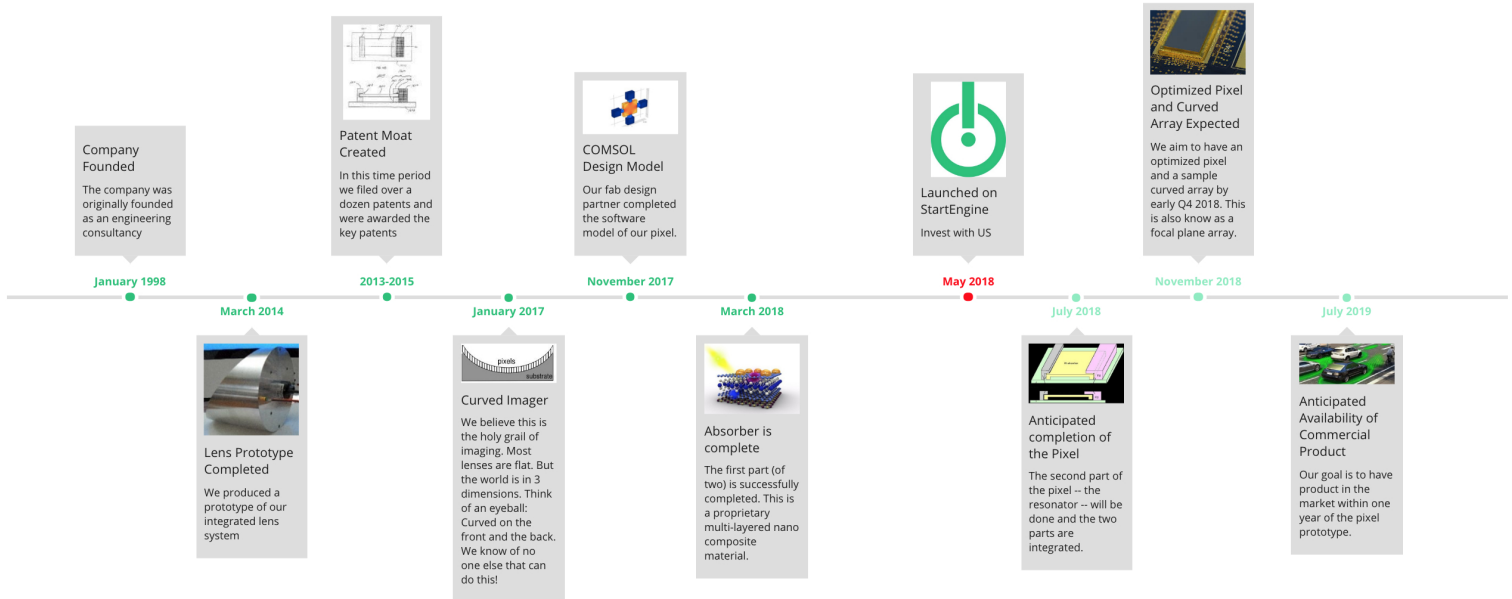 Company
Founded
The company was
originally founded
as an engineering
consultancy
January 1998
March 2014
Lens Prototype
Completed
We produced a
prototype of our
integrated lens
system
Patent Moat
Created
In this time period
we filed over a
dozen patents and
were awarded the
key patents
2013-2015
January 2017
pixels
substrate
Curved Imager
We believe this is
the holy grail of
imaging. Most
lenses are flat. But
the world is in 3
dimensions. Think
of an eyeball:
Curved on the
front and the back.
We know of no
one else that can
do this!
COMSOL
Design Model
Our fab design
partner completed
the software
model of our pixel.
November 2017
March 2018
Absorber is
complete
The first part (of
two) is successfully
completed. This is
a proprietary
multi-layered nano
composite
material.
Launched on
StartEngine
Invest with US
May 2018
July 2018
Anticipated
completion of
the Pixel
The second part of
the pixel -- the
resonator -- will be
done and the two
parts are
integrated.
Optimized Pixel
and Curved
Array Expected
We aim to have an
optimized pixel
and a sample
curved array by
early Q4 2018. This
is also know as a
focal plane array.
November 2018
July 2019
Anticipated
Availability of
Commercial
Product
Our goal is to have
product in the
market within one
year of the pixel
prototype.